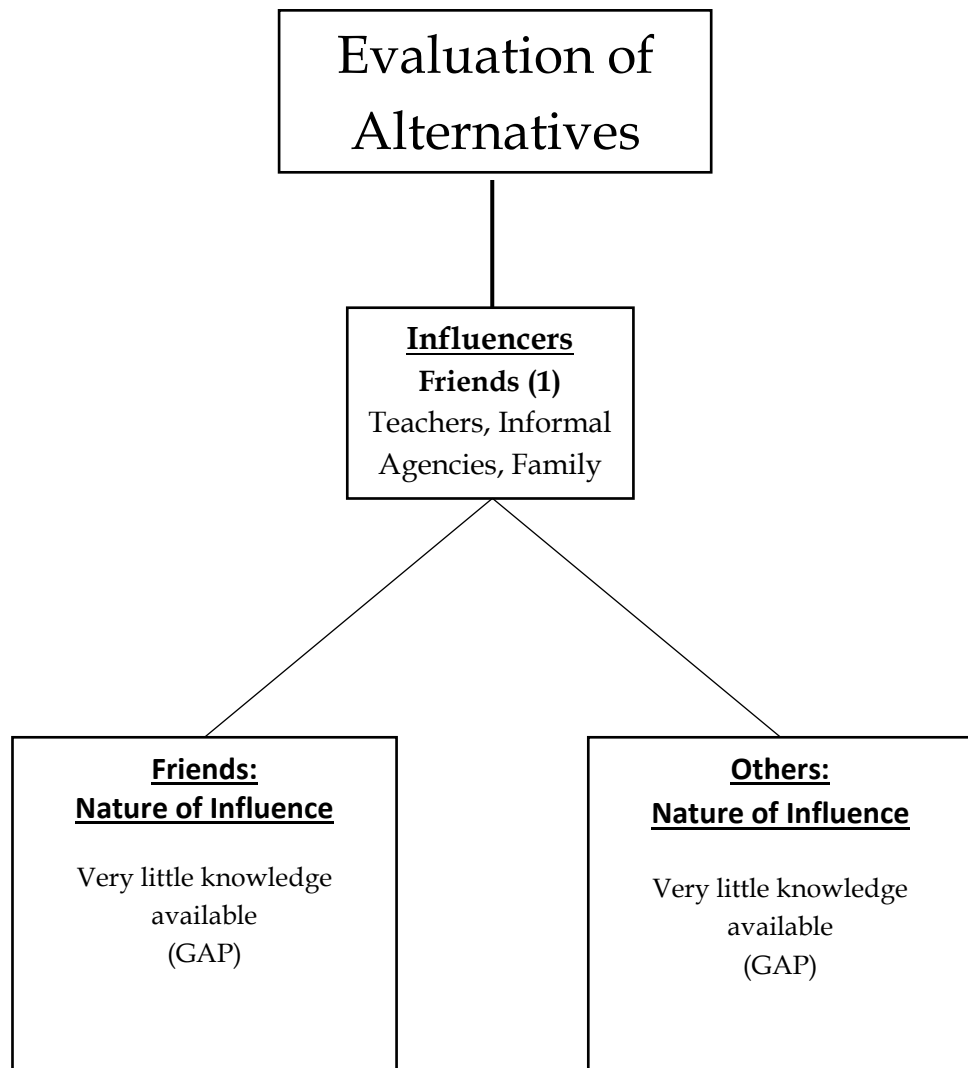 Evaluation of
Alternatives
Influencers
Friends (1)
Teachers, Informal
Agencies, Family
Friends:
Nature of Influence
Very little knowledge
available
(GAP)
Others:
Nature of Influence
Very little knowledge
available
(GAP)